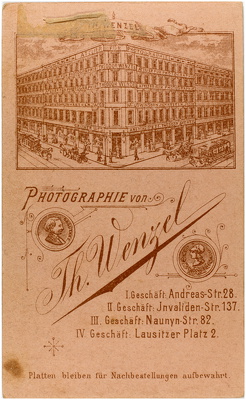 WENZEL
PHOTOGRAPHIE von
Th. Wenzel
I. Geschäft: Andreas-Str. 28.
II. Geschäft: Jnvaliden-Str. 137.
III. Geschäft: Naunyn-Str. 82.
IV. Geschäft: Lausitzer Platz 2.
Platten bleiben für Nachbestellungen aufbewahrt.